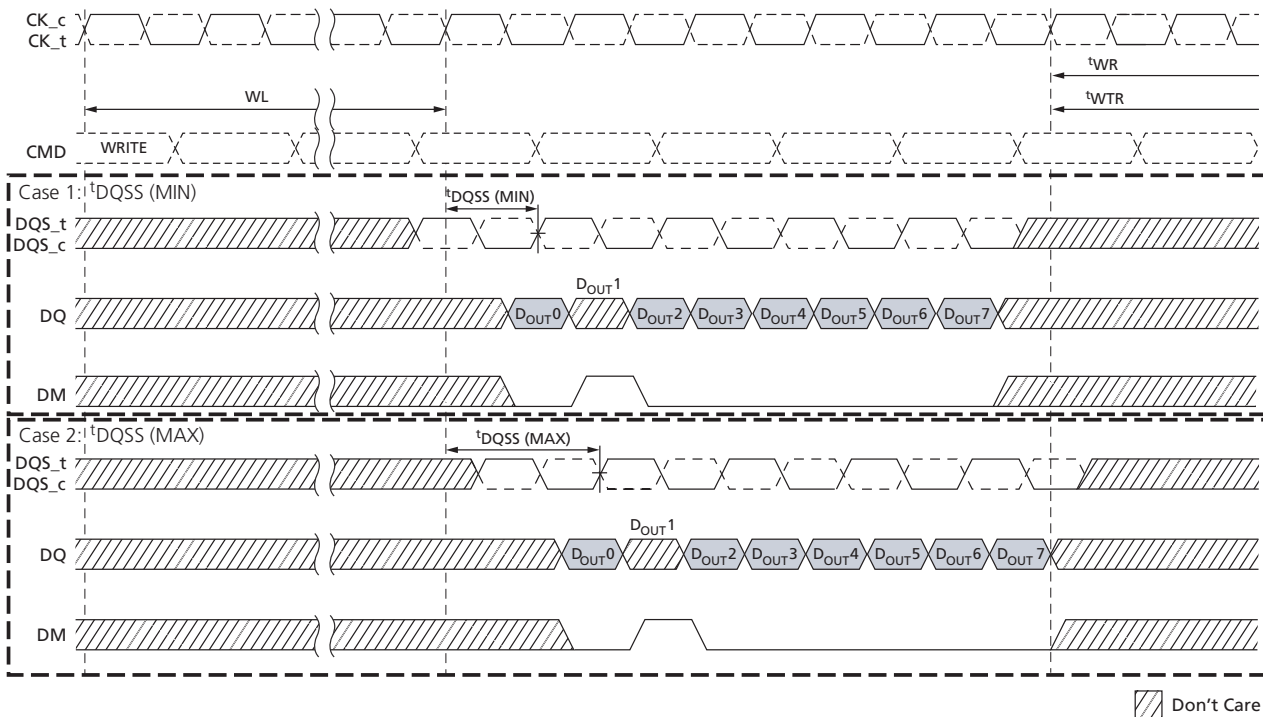 CK_c
CK_t
tWR
WL
tWTR
CMD WRITE
Case 1: tDQSS (MIN)
tDQSS (MIN)
DQS_t
DQS_c
DOUT1
DQ DOUT0 DOUT2 DOUT3 DOUT4 DOUT5 DOUT6 DOUT7
DM
Case 2: tDQSS (MAX)
tDQSS (MAX)
DQS_t
DQS_c
DOUT1
DQ DOUT0 DOUT2 DOUT3 DOUT4 DOUT5 DOUT6 DOUT 7
DM
Don't Care